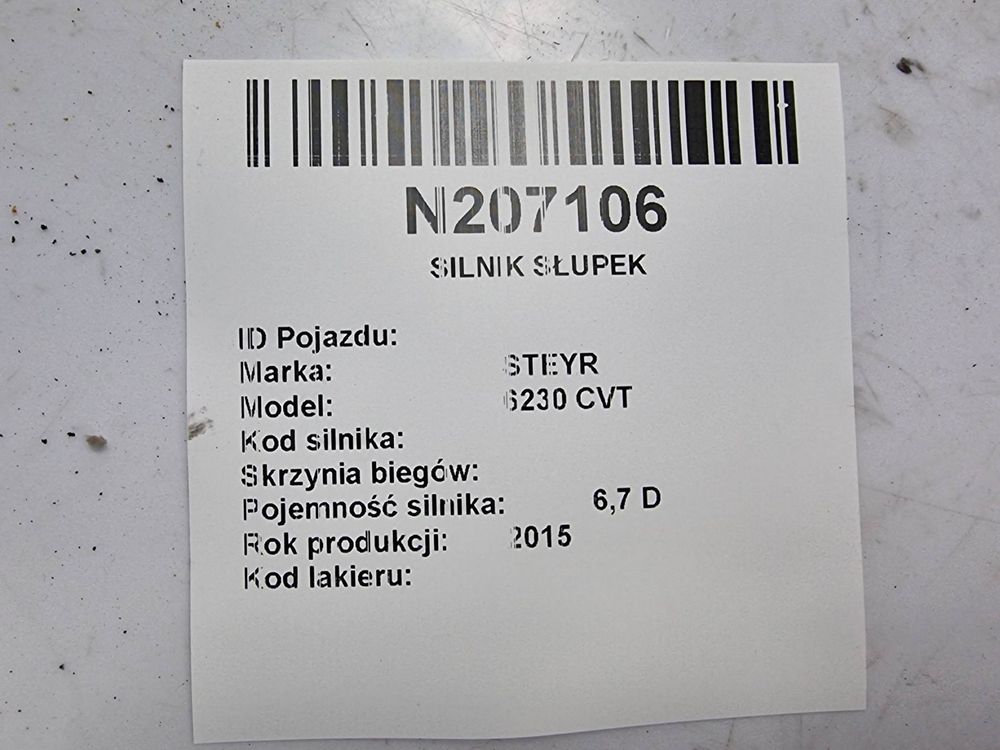 N207106
SILNIK SŁUPEK
ID Pojazdu:
Marka: STEYR
Model: 6230 CVT
Kod silnika:
Skrzynia biegów:
Pojemność silnika: 6,7 D
Rok produkcji: 2015
Kod lakieru: